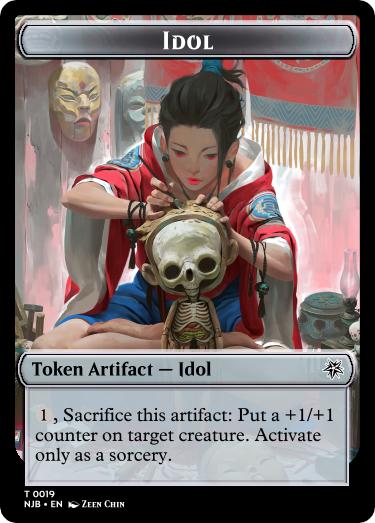 Idol
Token Artifact — Idol
1 , Sacrifice this artifact: Put a +1/+1
counter on target creature. Activate
only as a sorcery.
T 0019
NJB • EN Zeen Chin